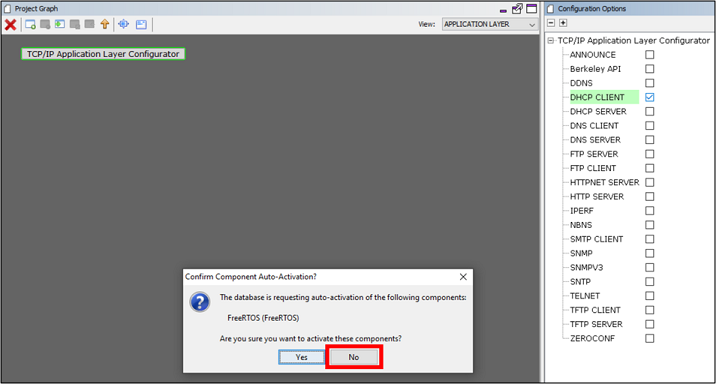 Project Graph
View: APPLICATION LAYER
TCP/IP Application Layer Configurator
Confirm Component Auto-Activation?
The database is requesting auto-activation of the following components:
FreeRTOS (FreeRTOS)
Are you sure you want to activate these components?
Yes No
Configuration Options
TCP/IP Application Layer Configurator
ANNOUNCE
Berkeley API
DDNS
DHCP CLIENT
DHCP SERVER
DNS CLIENT
DNS SERVER
FTP SERVER
FTP CLIENT
HTTPNET SERVER
HTTP SERVER
IPERF
NBNS
SMTP CLIENT
SNMP
SNMPV3
SNTP
TELNET
TFTP CLIENT
TFTP SERVER
ZEROCONF